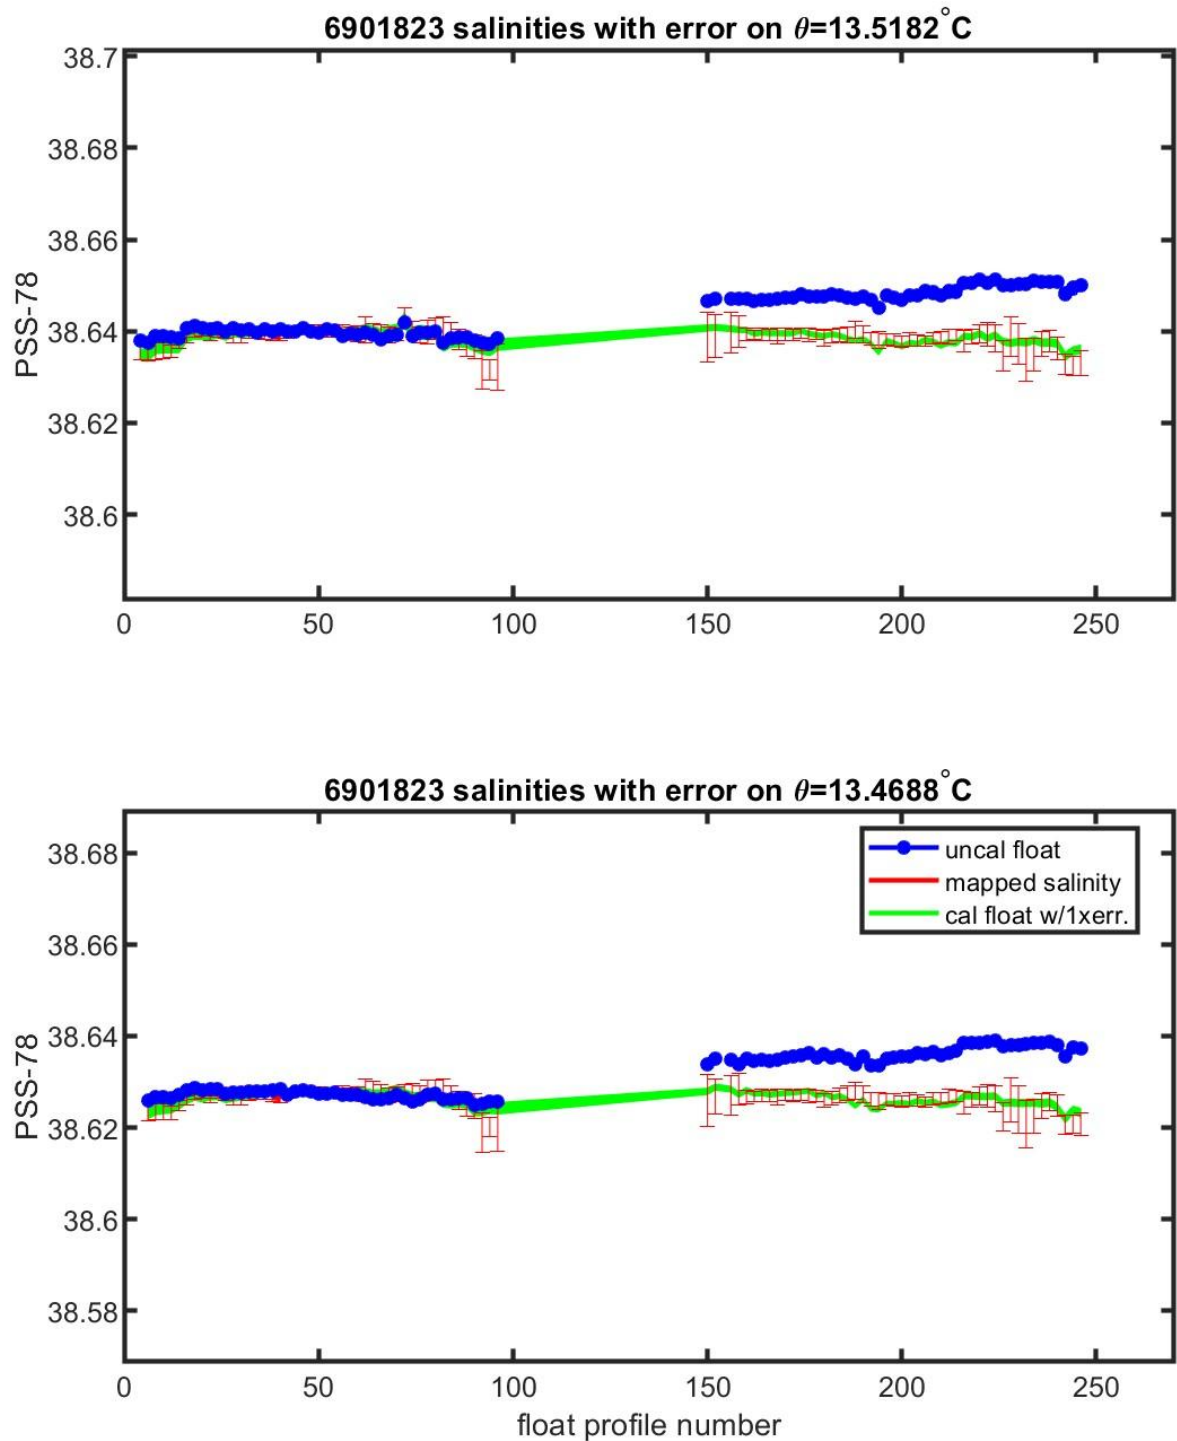 6901823 salinities with error on θ=13.5182°C
38.7
38.68
38.66
38.64
38.62
38.6
PSS-78
0 50 100 150 200 250
6901823 salinities with error on θ=13.4688°C
uncal float
mapped salinity
cal float w/1xerr.
38.68
38.66
38.64
38.62
38.6
38.58
PSS-78
0 50 100 150 200 250
float profile number